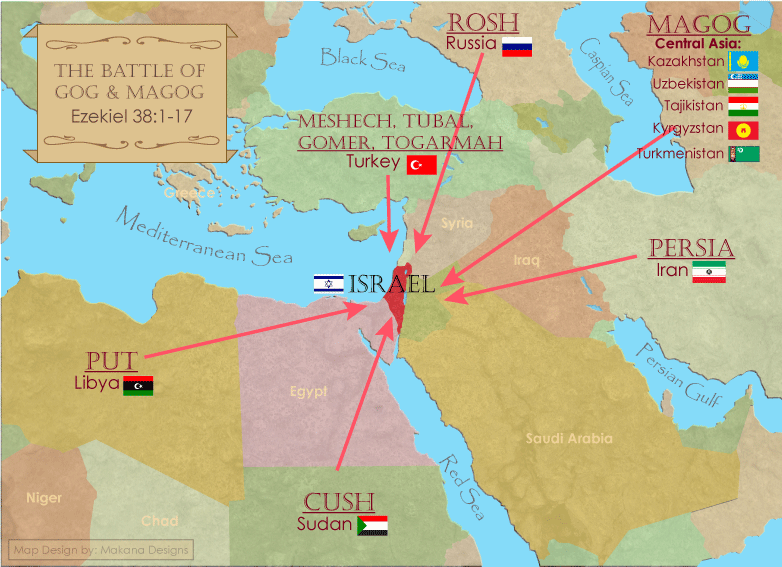 THE BATTLE OF
GOG & MAGOG
Ezekiel 38:1-17
ROSH
Russia
MAGOG
Central Asia:
Kazakhstan
Uzbekistan
Tajikistan
Kyrgyzstan
Turkmenistan
Black Sea
Caspian Sea
MESHECH, TUBAL,
GOMER, TOGARMAH
Turkey
Greece
Mediterranean Sea
Syria
Iraq
PERSIA
Iran
ISRAEL
PUT
Libya
Egypt
Persian Gulf
Saudi Arabia
Red Sea
CUSH
Sudan
Niger
Chad
Map Design by: Makana Designs